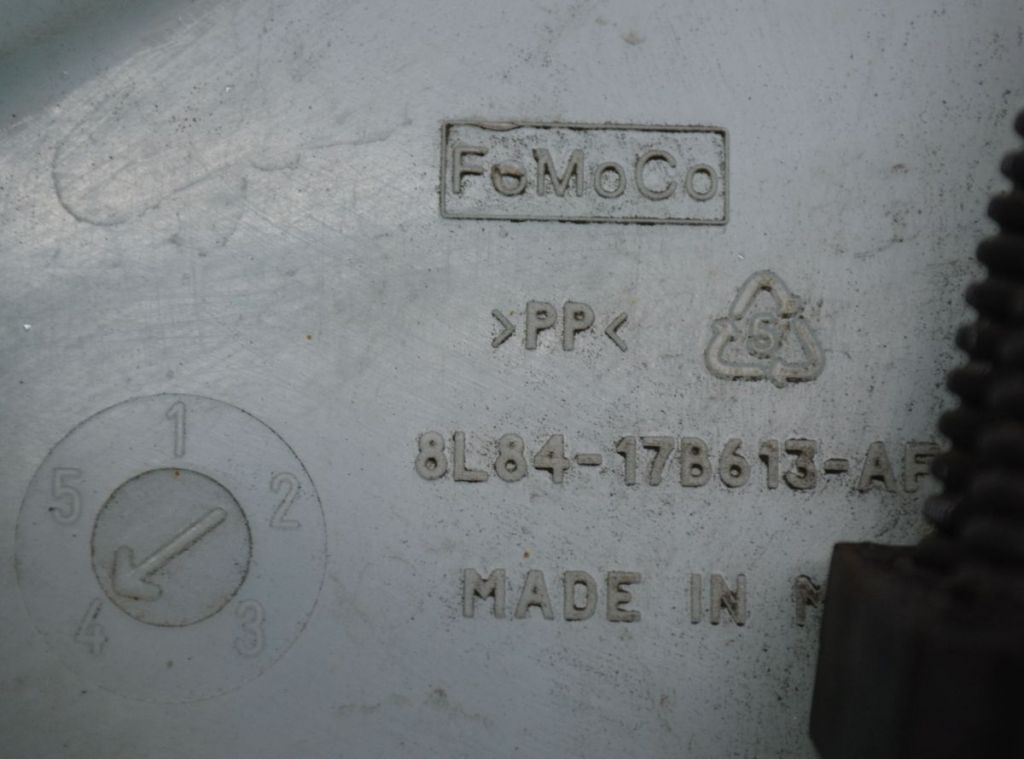 FoMoCo
>PP<
5
8L84-17B613-AF
MADE IN
1
5 2
4 3